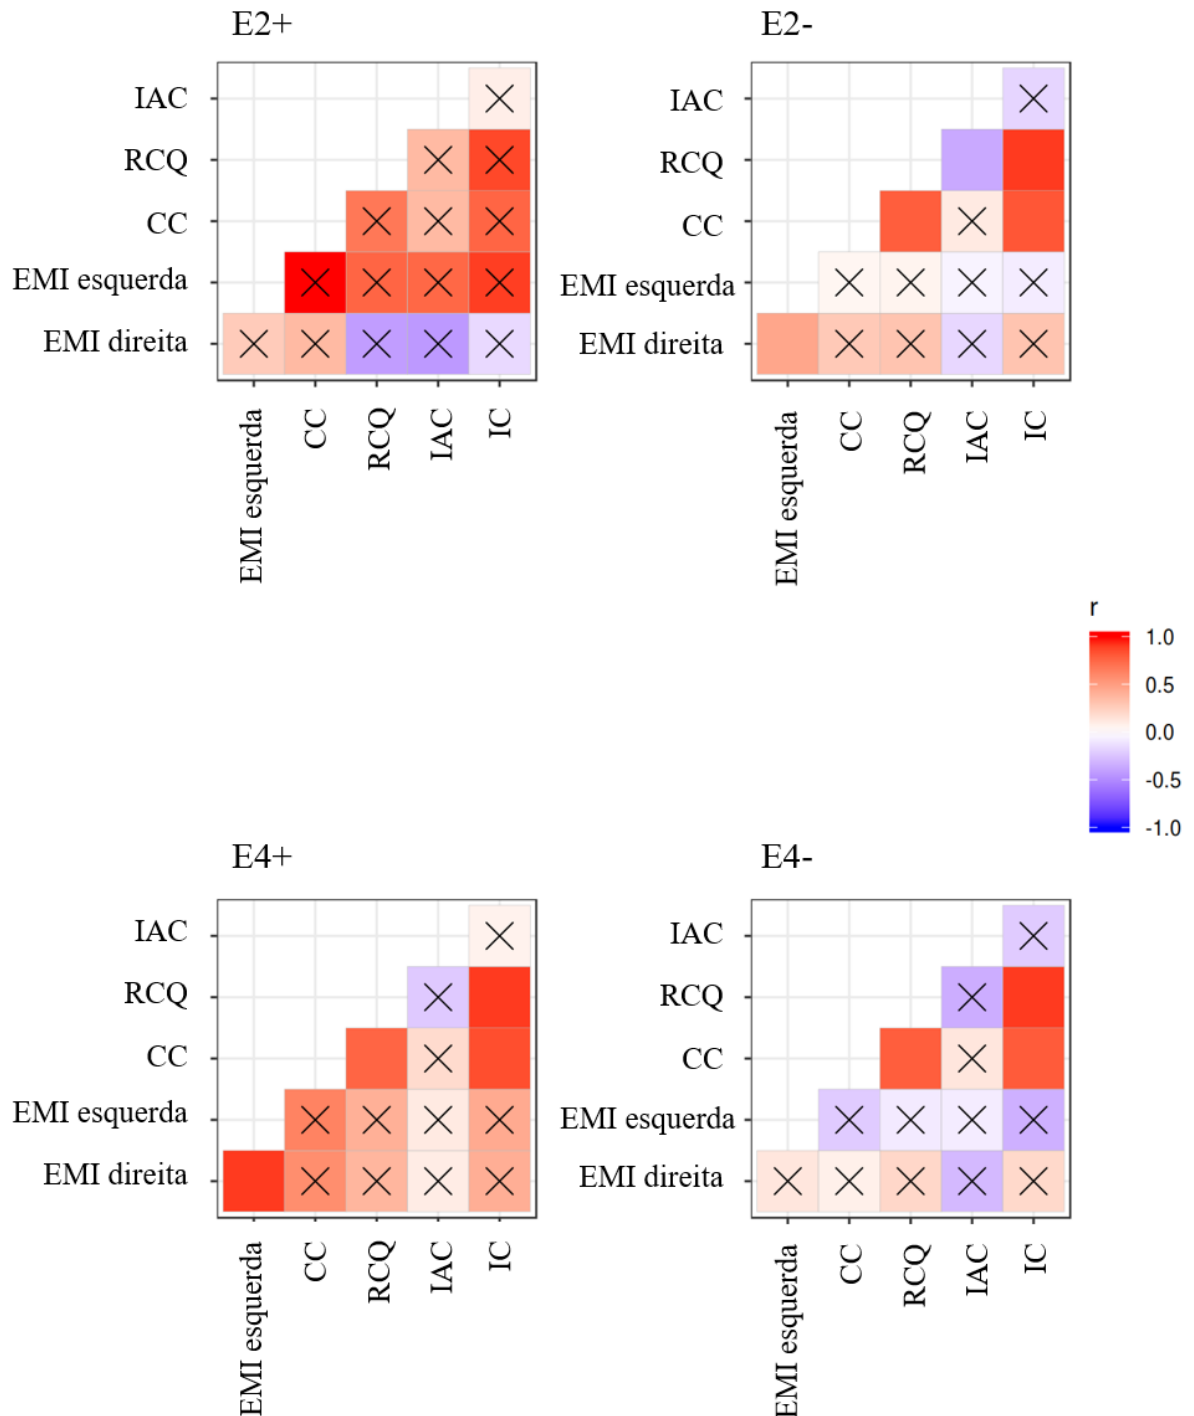 E2+
IAC
RCQ
CC
EMI esquerda
EMI direita
EMI esquerda
CC
RCQ
IAC
IC
E2-
IAC
RCQ
CC
EMI esquerda
EMI direita
EMI esquerda
CC
RCQ
IAC
IC
r
1.0
0.5
0.0
-0.5
-1.0
E4+
IAC
RCQ
CC
EMI esquerda
EMI direita
EMI esquerda
CC
RCQ
IAC
IC
E4-
IAC
RCQ
CC
EMI esquerda
EMI direita
EMI esquerda
CC
RCQ
IAC
IC